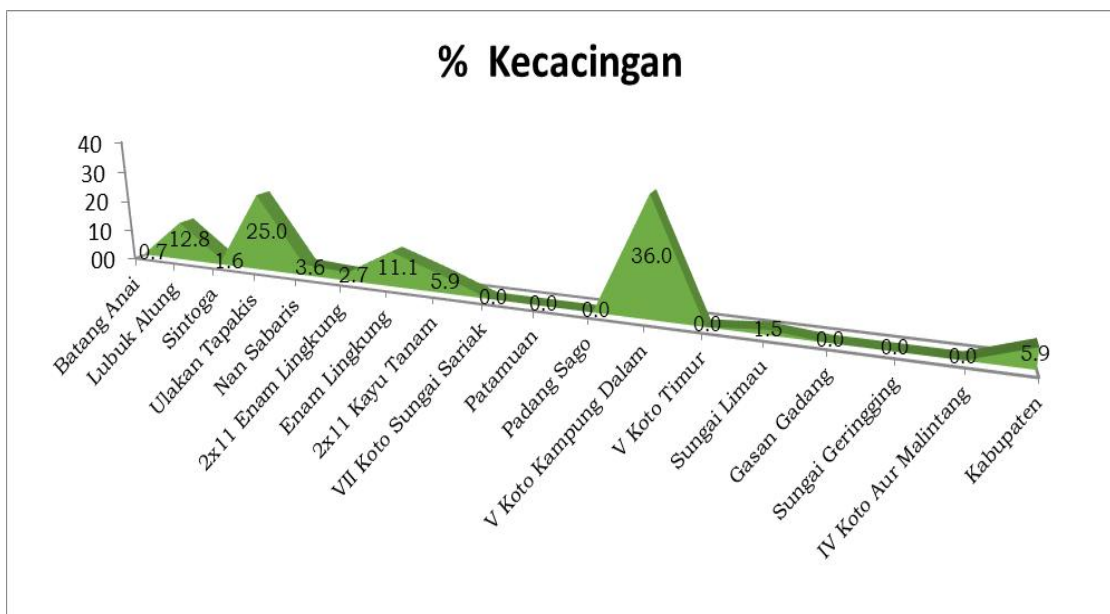 % Kecacingan
40
30
20
10
00
0.7
12.8
1.6
25.0
3.6
2.7
11.1
5.9
0.0
0.0
0.0
36.0
0.0
1.5
0.0
0.0
0.0
5.9
Batang Anai
Lubuk Alung
Sintoga
Ulakan Tapakis
Nan Sabaris
2x11 Enam Lingkung
Enam Lingkung
2x11 Kayu Tanam
VII Koto Sungai Sariak
Patamuan
Padang Sago
V Koto Kampung Dalam
V Koto Timur
Sungai Limau
Gasan Gadang
Sungai Geringging
IV Koto Aur Malintang
Kabupaten